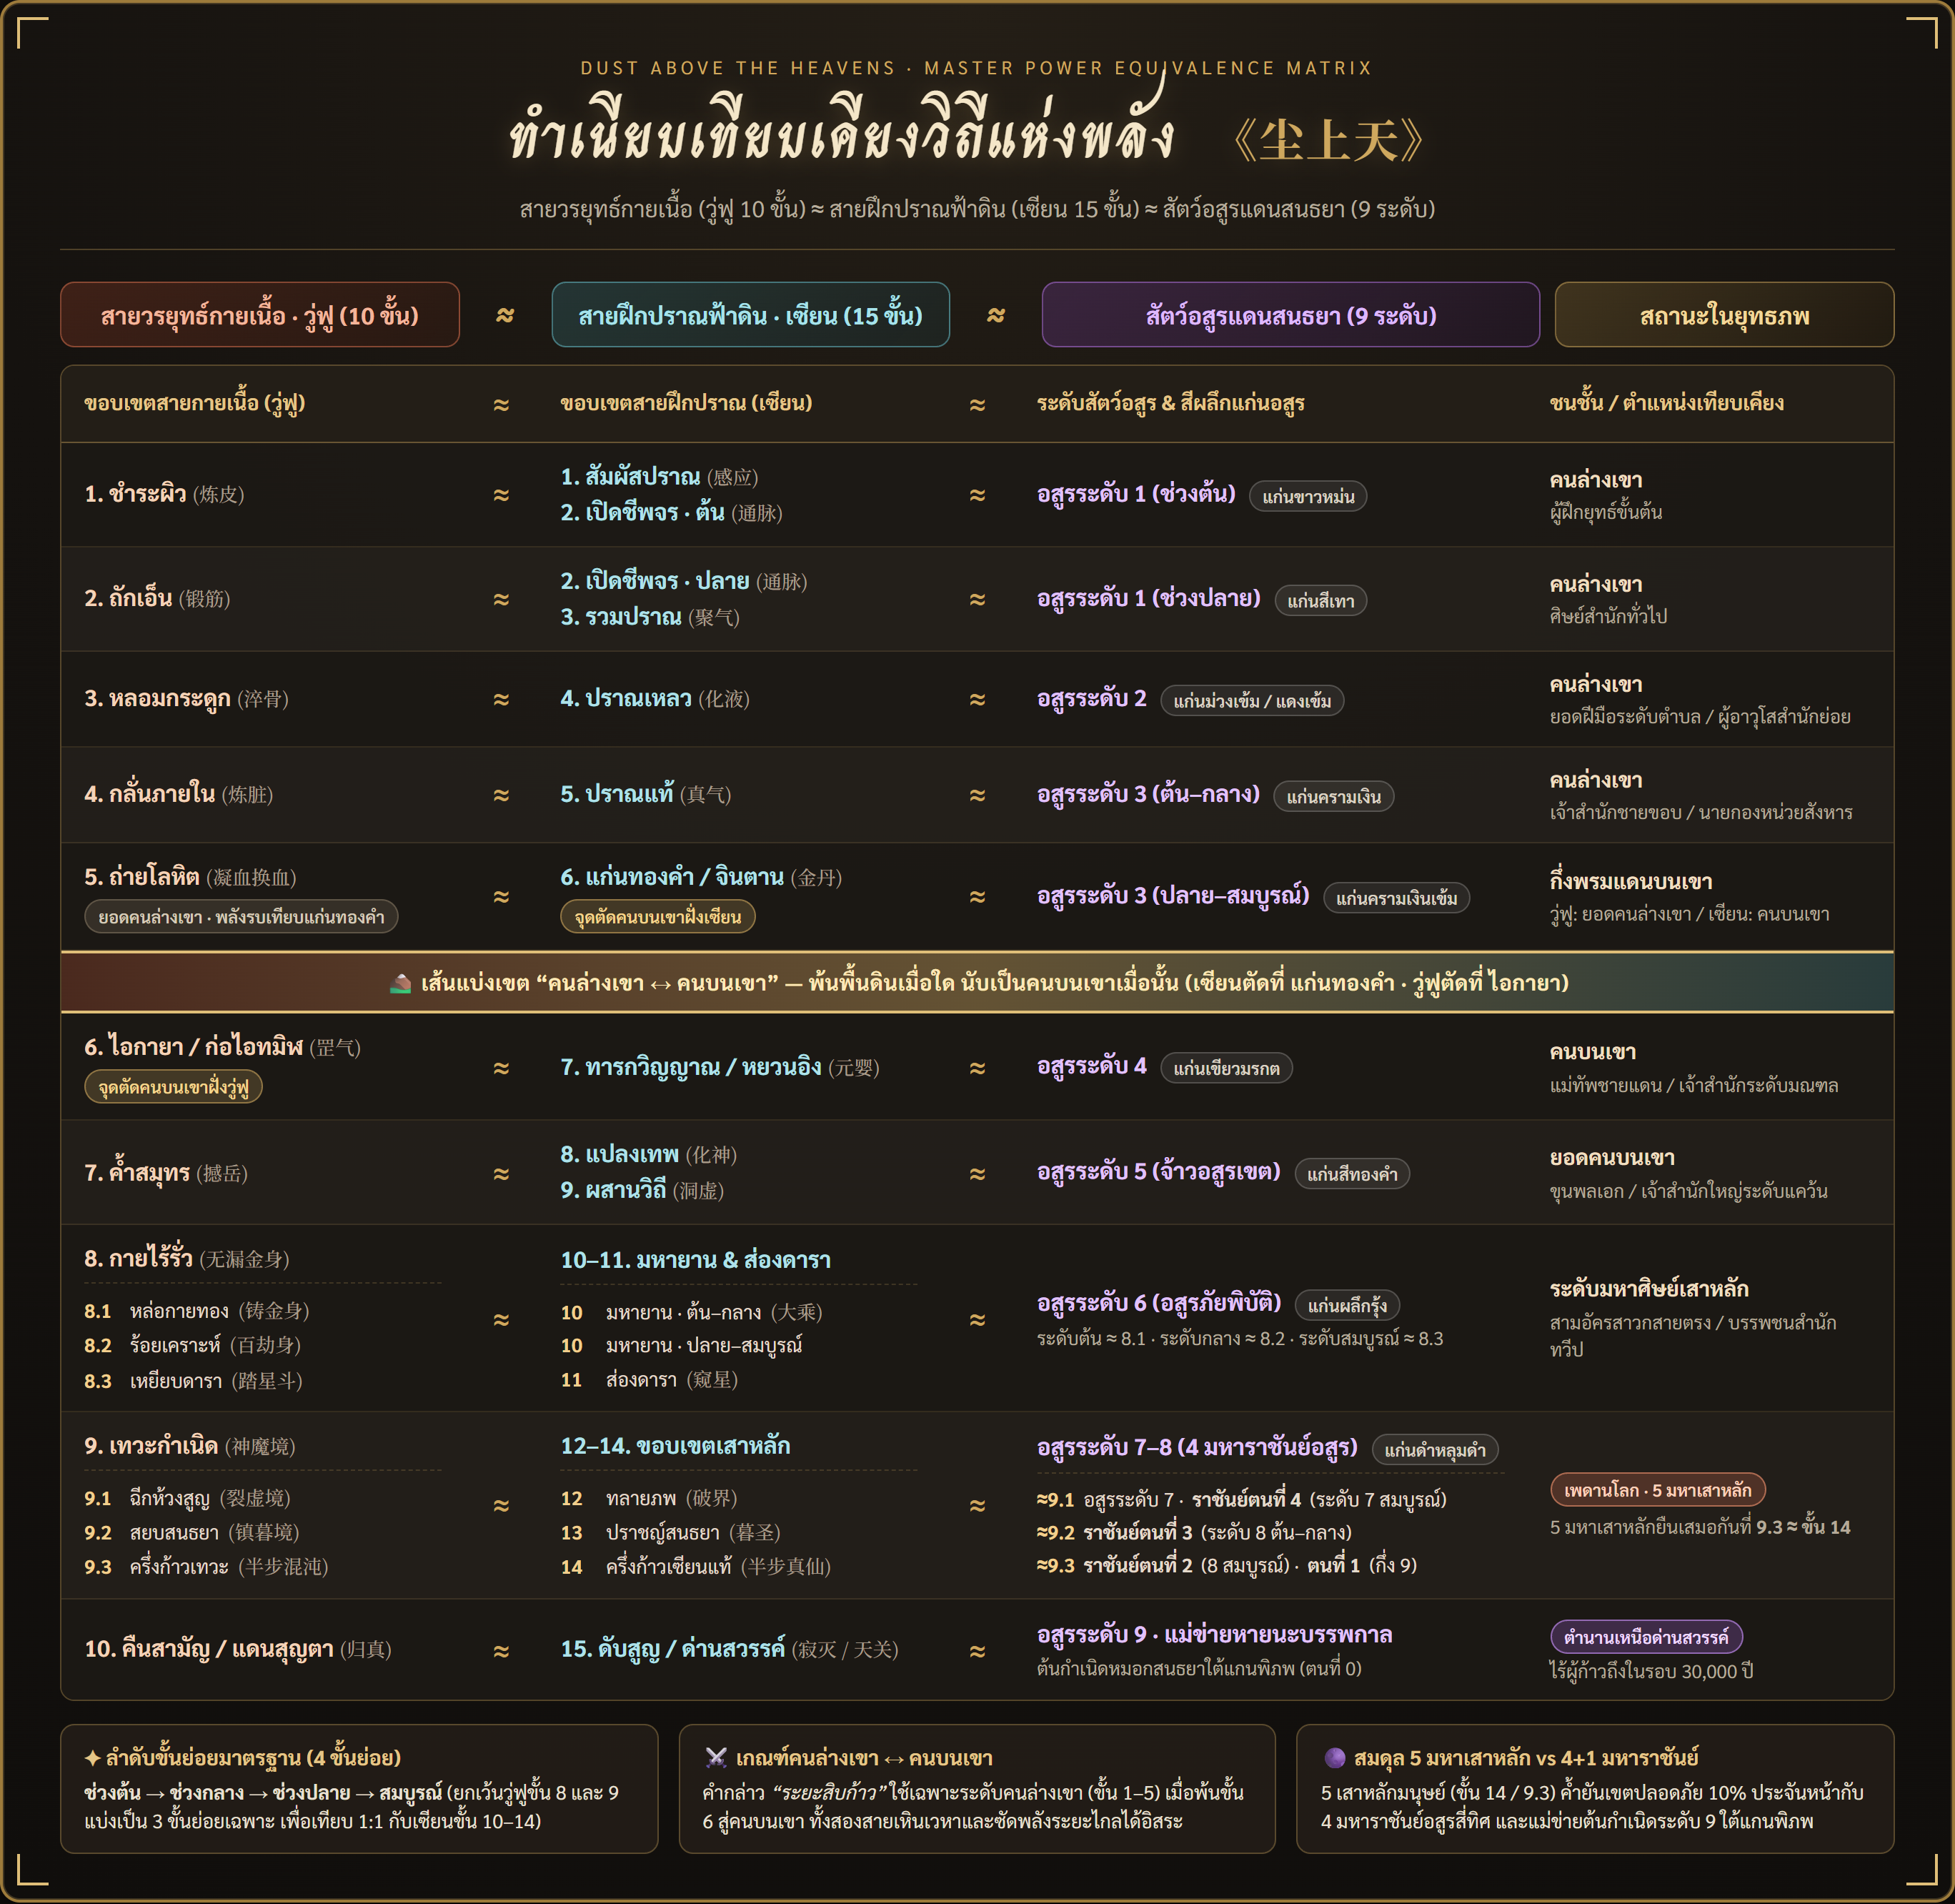 DUST ABOVE THE HEAVENS · MASTER POWER EQUIVALENCE MATRIX
ทำเนียบเทียบเคียงวิถีแห่งพลัง 《尘上天》
สายวรยุทธ์กายเนื้อ (วู่ฟู 10 ขั้น) ≈ สายฝึกปราณฟ้าดิน (เซียน 15 ขั้น) ≈ สัตว์อสูรแดนสนธยา (9 ระดับ)
สายวรยุทธ์กายเนื้อ · วู่ฟู (10 ขั้น) ≈ สายฝึกปราณฟ้าดิน · เซียน (15 ขั้น) ≈ สัตว์อสูรแดนสนธยา (9 ระดับ) สถานะในยุทธภพ
ขอบเขตสายกายเนื้อ (วู่ฟู) ≈ ขอบเขตสายฝึกปราณ (เซียน) ≈ ระดับสัตว์อสูร & สีผลึกแก่นอสูร ชนชั้น / ตำแหน่งเทียบเคียง
1. ชำระผิว (炼皮) ≈
1. สัมผัสปราณ (感应)
2. เปิดชีพจร · ต้น (通脉)
≈ อสูรระดับ 1 (ช่วงต้น) แก่นขาวหม่น
คนล่างเขา
ผู้ฝึกยุทธ์ขั้นต้น
2. ถักเอ็น (锻筋) ≈
2. เปิดชีพจร · ปลาย (通脉)
3. รวมปราณ (聚气)
≈ อสูรระดับ 1 (ช่วงปลาย) แก่นสีเทา
คนล่างเขา
ศิษย์สำนักทั่วไป
3. หลอมกระดูก (淬骨) ≈ 4. ปราณเหลว (化液) ≈ อสูรระดับ 2 แก่นม่วงเข้ม / แดงเข้ม
คนล่างเขา
ยอดฝีมือระดับตำบล / ผู้อาวุโสสำนักย่อย
4. กลั่นภายใน (炼脏) ≈ 5. ปราณแท้ (真气) ≈ อสูรระดับ 3 (ต้น–กลาง) แก่นครามเงิน
คนล่างเขา
เจ้าสำนักชายขอบ / นายกองหน่วยสังหาร
5. ถ่ายโลหิต (凝血换血)
ยอดคนล่างเขา · พลังรบเทียบแก่นทองคำ
≈
6. แก่นทองคำ / จินตาน (金丹)
จุดตัดคนบนเขาฝั่งเซียน
≈ อสูรระดับ 3 (ปลาย–สมบูรณ์) แก่นครามเงินเข้ม
กึ่งพรมแดนบนเขา
วู่ฟู: ยอดคนล่างเขา / เซียน: คนบนเขา
เส้นแบ่งเขต “คนล่างเขา ↔ คนบนเขา” — พ้นพื้นดินเมื่อใด นับเป็นคนบนเขาเมื่อนั้น (เซียนตัดที่ แก่นทองคำ · วู่ฟูตัดที่ ไอกายา)
6. ไอกายา / ก่อไอทมิฬ (罡气)
จุดตัดคนบนเขาฝั่งวู่ฟู
≈ 7. ทารกวิญญาณ / หยวนอิง (元婴) ≈ อสูรระดับ 4 แก่นเขียวมรกต
คนบนเขา
แม่ทัพชายแดน / เจ้าสำนักระดับมณฑล
7. ค้ำสมุทร (撼岳) ≈
8. แปลงเทพ (化神)
9. ผสานวิถี (洞虚)
≈ อสูรระดับ 5 (จ้าวอสูรเขต) แก่นสีทองคำ
ยอดคนบนเขา
ขุนพลเอก / เจ้าสำนักใหญ่ระดับแคว้น
8. กายไร้รั่ว (无漏金身)
8.1 หล่อกายทอง (铸金身)
8.2 ร้อยเคราะห์ (百劫身)
8.3 เหยียบดารา (踏星斗)
≈
10–11. มหายาน & ส่องดารา
10 มหายาน · ต้น–กลาง (大乘)
10 มหายาน · ปลาย–สมบูรณ์
11 ส่องดารา (窥星)
≈
อสูรระดับ 6 (อสูรภัยพิบัติ) แก่นผลึกรุ้ง
ระดับต้น ≈ 8.1 · ระดับกลาง ≈ 8.2 · ระดับสมบูรณ์ ≈ 8.3
ระดับมหาศิษย์เสาหลัก
สามอัครสาวกสายตรง / บรรพชนสำนัก
ทวีป
9. เทวะกำเนิด (神魔境)
9.1 ฉีกห้วงสูญ (裂虚境)
9.2 สยบสนธยา (镇暮境)
9.3 ครึ่งก้าวเทวะ (半步混沌)
≈
12–14. ขอบเขตเสาหลัก
12 ทลายภพ (破界)
13 ปราชญ์สนธยา (暮圣)
14 ครึ่งก้าวเซียนแท้ (半步真仙)
≈
อสูรระดับ 7–8 (4 มหาราชันย์อสูร) แก่นดำหลุมดำ
≈9.1 อสูรระดับ 7 · ราชันย์ตนที่ 4 (ระดับ 7 สมบูรณ์)
≈9.2 ราชันย์ตนที่ 3 (ระดับ 8 ต้น–กลาง)
≈9.3 ราชันย์ตนที่ 2 (8 สมบูรณ์) · ตนที่ 1 (กึ่ง 9)
เพดานโลก · 5 มหาเสาหลัก
5 มหาเสาหลักยืนเสมอกันที่ 9.3 ≈ ขั้น 14
10. คืนสามัญ / แดนสุญตา (归真) ≈ 15. ดับสูญ / ด่านสวรรค์ (寂灭 / 天关) ≈
อสูรระดับ 9 · แม่ข่ายหายนะบรรพกาล
ต้นกำเนิดหมอกสนธยาใต้แกนพิภพ (ตนที่ 0)
ตำนานเหนือด่านสวรรค์
ไร้ผู้ก้าวถึงในรอบ 30,000 ปี
✦ ลำดับขั้นย่อยมาตรฐาน (4 ขั้นย่อย)
ช่วงต้น → ช่วงกลาง → ช่วงปลาย → สมบูรณ์ (ยกเว้นวู่ฟูขั้น 8 และ 9
แบ่งเป็น 3 ขั้นย่อยเฉพาะ เพื่อเทียบ 1:1 กับเซียนขั้น 10–14)
⚔️ เกณฑ์คนล่างเขา ↔ คนบนเขา
คำกล่าว “ระยะสิบก้าว” ใช้เฉพาะระดับคนล่างเขา (ขั้น 1–5) เมื่อพ้นขั้น
6 สู่คนบนเขา ทั้งสองสายเหินเวหาและซัดพลังระยะไกลได้อิสระ
สมดุล 5 มหาเสาหลัก vs 4+1 มหาราชันย์
5 เสาหลักมนุษย์ (ขั้น 14 / 9.3) ค้ำยันเขตปลอดภัย 10% ประจันหน้ากับ
4 มหาราชันย์อสูรสี่ทิศ และแม่ข่ายต้นกำเนิดระดับ 9 ใต้แกนพิภพ